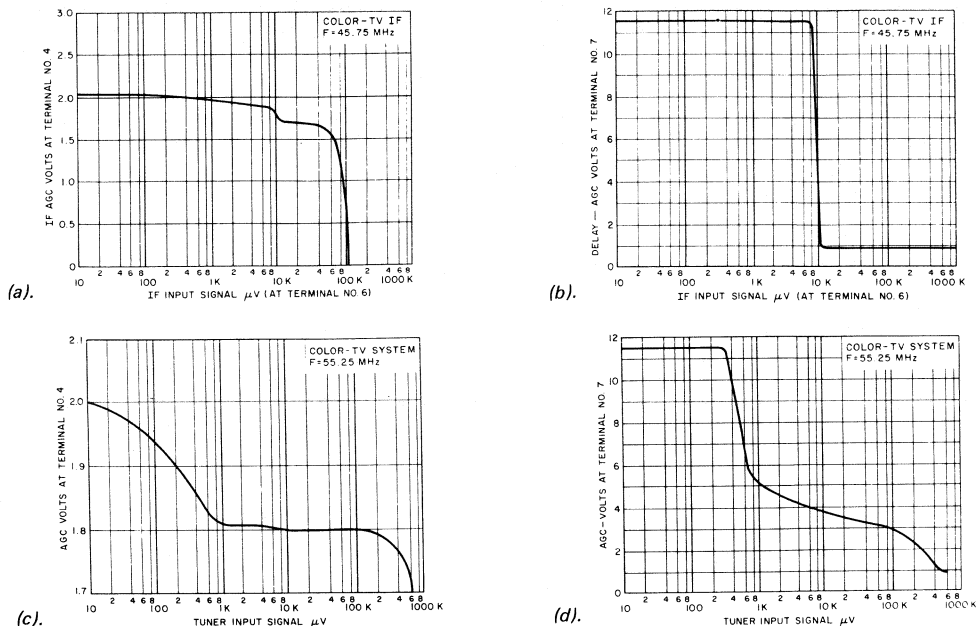 COLOR-TV IF
F=45.75 MHz
IF AGC VOLTS AT TERMINAL NO. 4
3.0
2.5
2.0
1.5
1.0
0.5
0
10 2 4 6 8 100 2 4 6 8 1K 2 4 6 8 10K 2 4 6 8 100K 2 4 6 8 1000 K
IF INPUT SIGNAL μV (AT TERMINAL NO.6)
(a).
COLOR-TV IF
F=45.75 MHz
DELAY — AGC VOLTS AT TERMINAL NO. 7
12
10
8
6
4
2
0
10 2 4 6 8 100 2 4 6 8 1K 2 4 6 8 10K 2 4 6 8 100K 2 4 6 8 1000 K
IF INPUT SIGNAL μV (AT TERMINAL NO. 6)
(b).
COLOR-TV SYSTEM
F=55.25 MHz
AGC VOLTS AT TERMINAL NO. 4
2.1
2.0
1.9
1.8
1.7
10 2 4 6 8 100 2 4 6 8 1K 2 4 6 8 10K 2 4 6 8 100 K 2 4 6 8 1000 K
TUNER INPUT SIGNAL μV
(c).
COLOR-TV SYSTEM
F=55.25 MHz
AGC-VOLTS AT TERMINAL NO. 7
12
10
8
6
4
2
0
10 2 4 6 8 100 2 4 6 8 1K 2 4 6 8 10K 2 4 6 8 100K 2 4 6 8 1000 K
TUNER INPUT SIGNAL μV
(d).